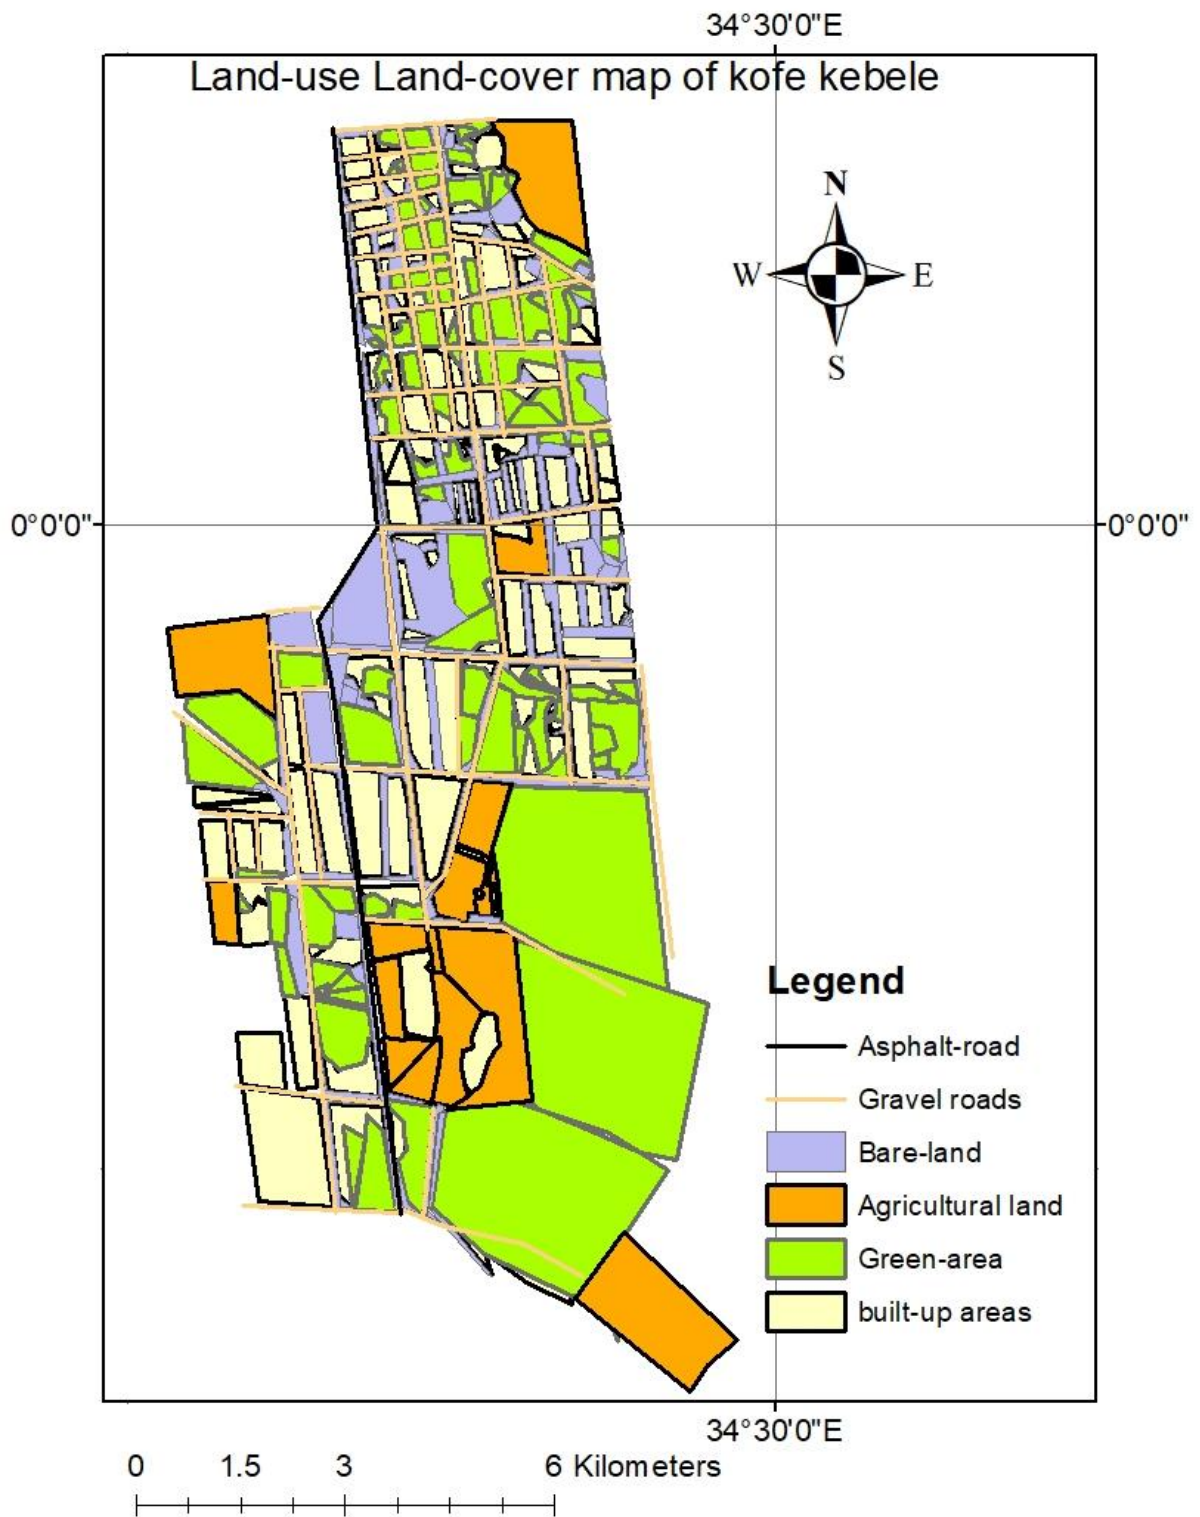 34°30'0"E
Land-use Land-cover map of kofe kebele
N
W E
S
0°0'0" 0°0'0"
Legend
Asphalt-road
Gravel roads
Bare-land
Agricultural land
Green-area
built-up areas
34°30'0"E
0 1.5 3 6 Kilometers